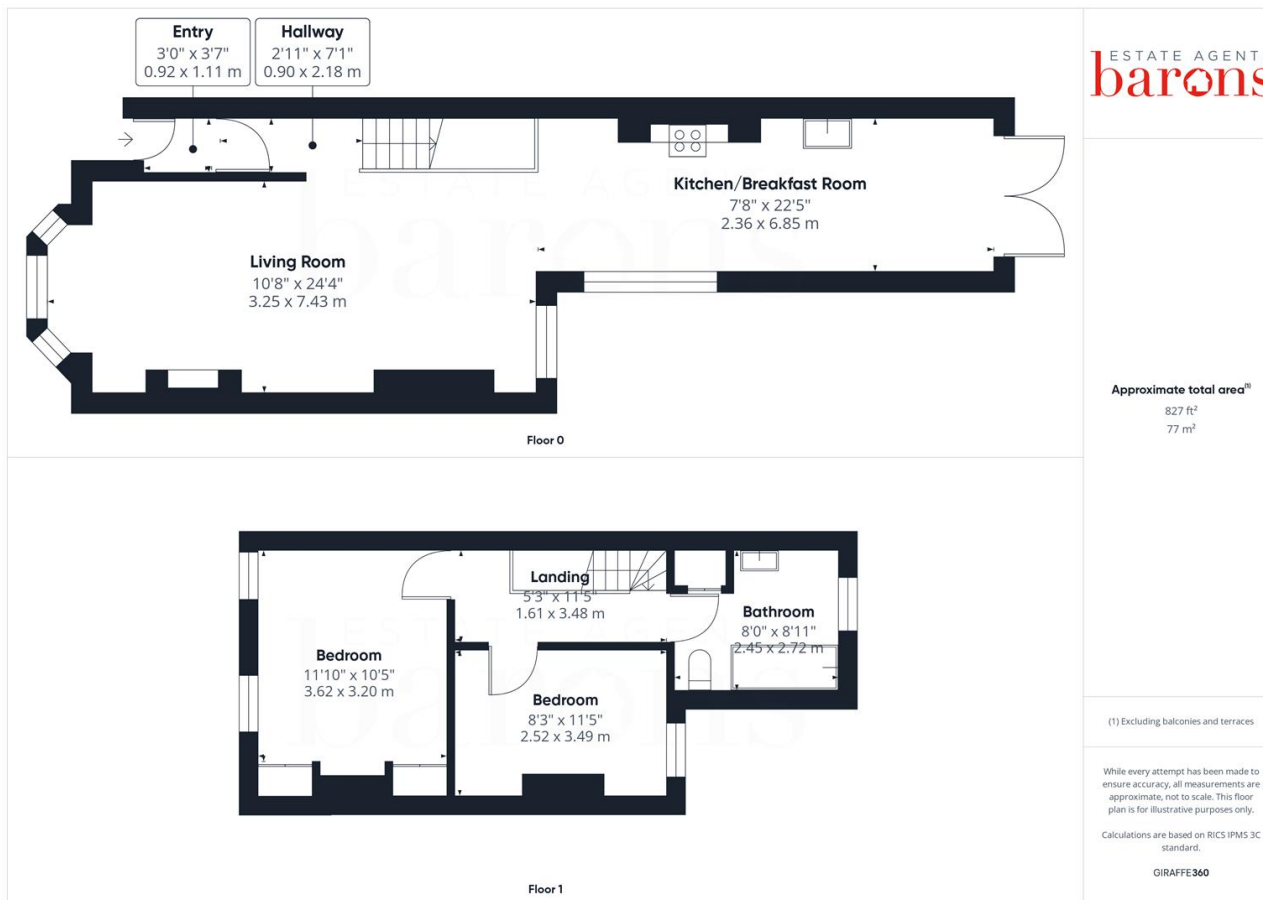 Entry
3'0" x 3'7"
0.92 x 1.11 m
Hallway
2'11" x 7'1"
0.90 x 2.18 m
Kitchen/Breakfast Room
7'8" x 22'5"
2.36 x 6.85 m
Living Room
10'8" x 24'4"
3.25 x 7.43 m
ESTATE AGENT
barons
Floor 0
Landing
5'3" x 11'5"
1.61 x 3.48 m
Bathroom
8'0" x 8'11"
2.45 x 2.72 m
Bedroom
11'10" x 10'5"
3.62 x 3.20 m
Bedroom
8'3" x 11'5"
2.52 x 3.49 m
ESTATE AGENT
barons
Floor 1
ESTATE AGENT
barons
Approximate total area(1)
827 ft²
77 m²
(1) Excluding balconies and terraces
While every attempt has been made to
ensure accuracy, all measurements are
approximate, not to scale. This floor
plan is for illustrative purposes only.
Calculations are based on RICS IPMS 3C
standard.
GIRAFFE360